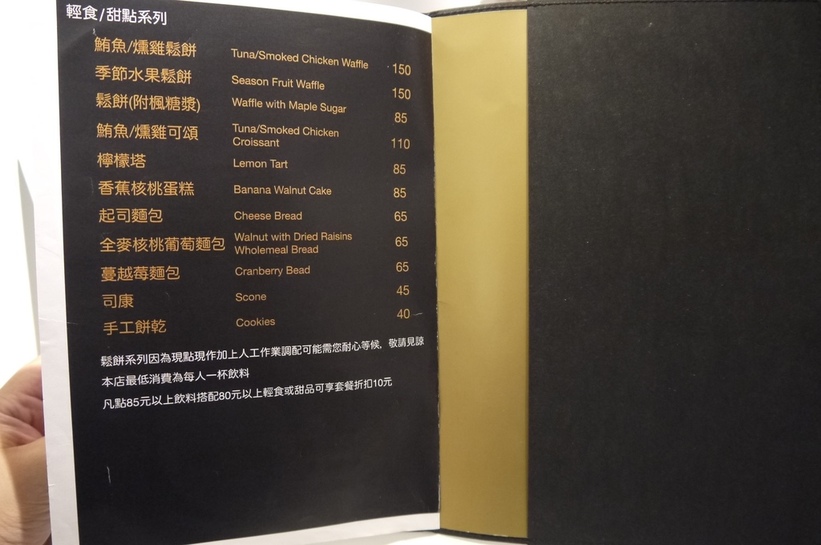 輕食/甜點系列
鮪魚/燻雞鬆餅 Tuna/Smoked Chicken Waffle 150
季節水果鬆餅 Season Fruit Waffle 150
鬆餅(附楓糖漿) Waffle with Maple Sugar 85
鮪魚/燻雞可頌 Tuna/Smoked Chicken
Croissant 110
檸檬塔 Lemon Tart 85
香蕉核桃蛋糕 Banana Walnut Cake 85
起司麵包 Cheese Bread 65
全麥核桃葡萄麵包 Walnut with Dried Raisins
Wholemeal Bread 65
蔓越莓麵包 Cranberry Bead 65
司康 Scone 45
手工餅乾 Cookies 40
鬆餅系列因為現點現作加上人工作業調配可能需您耐心等候，敬請見諒
本店最低消費為每人一杯飲料
凡點85元以上飲料搭配80元以上輕食或甜品可享套餐折扣10元